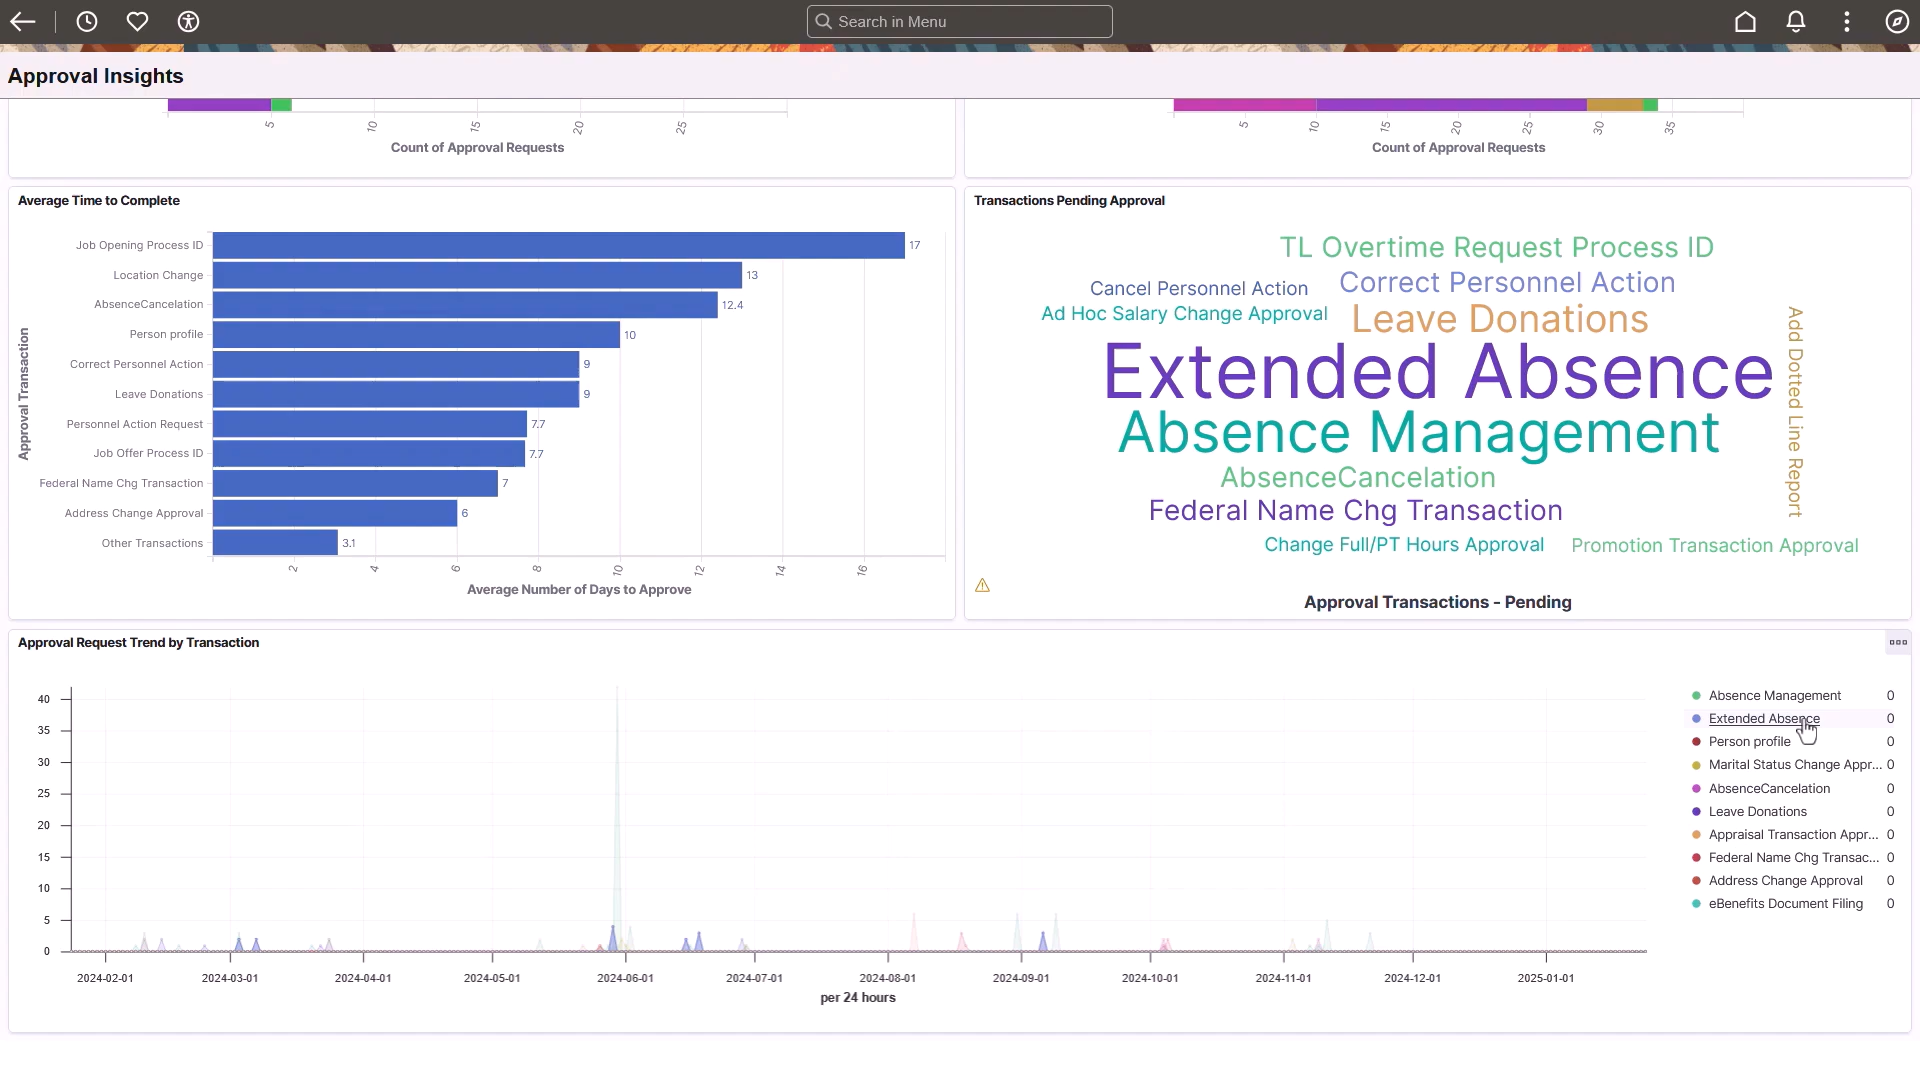 Search in Menu
Approval Insights
5 10 15 20 25
Count of Approval Requests
5 10 15 20 25 30 35
Count of Approval Requests
Average Time to Complete
Approval Transaction
Job Opening Process ID 17
Location Change 13
AbsenceCancelation 12.4
Person profile 10
Correct Personnel Action 9
Leave Donations 9
Personnel Action Request 7.7
Job Offer Process ID 7.7
Federal Name Chg Transaction 7
Address Change Approval 6
Other Transactions 3.1
2 4 6 8 10 12 14 16
Average Number of Days to Approve
Transactions Pending Approval
TL Overtime Request Process ID
Cancel Personnel Action
Correct Personnel Action
Ad Hoc Salary Change Approval
Leave Donations
Add Dotted Line Report
Extended Absence
Absence Management
AbsenceCancelation
Federal Name Chg Transaction
Change Full/PT Hours Approval
Promotion Transaction Approval
Approval Transactions - Pending
Approval Request Trend by Transaction
40
35
30
25
20
15
10
5
0
2024-02-01 2024-03-01 2024-04-01 2024-05-01 2024-06-01 2024-07-01 2024-08-01 2024-09-01 2024-10-01 2024-11-01 2024-12-01 2025-01-01
per 24 hours
Absence Management 0
Extended Absence 0
Person profile 0
Marital Status Change Appr... 0
AbsenceCancelation 0
Leave Donations 0
Appraisal Transaction Appr... 0
Federal Name Chg Transac... 0
Address Change Approval 0
eBenefits Document Filing 0